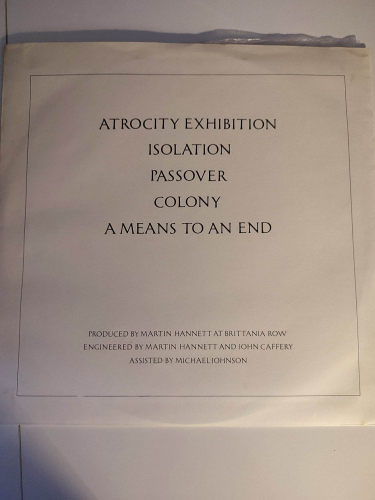 ATROCITY EXHIBITION
ISOLATION
PASSOVER
COLONY
A MEANS TO AN END
PRODUCED BY MARTIN HANNETT AT BRITTANIA ROW
ENGINEERED BY MARTIN HANNETT AND JOHN CAFFERY
ASSISTED BY MICHAEL JOHNSON